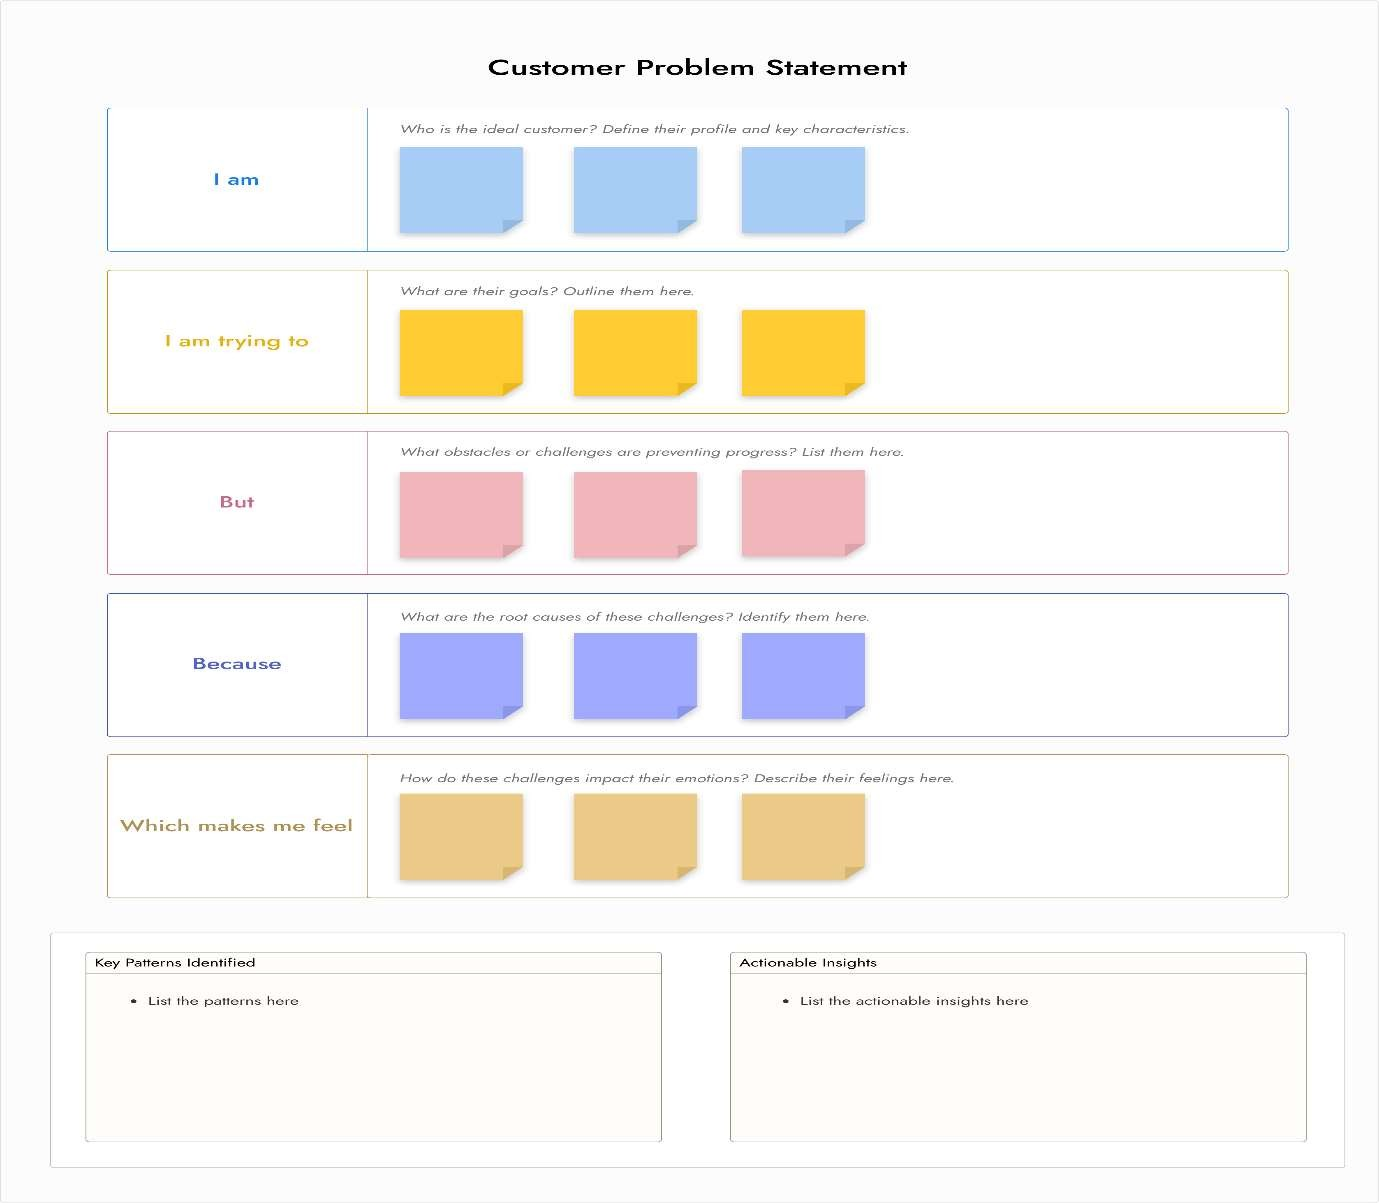 Customer Problem Statement
I am
Who is the ideal customer? Define their profile and key characteristics.
I am trying to
What are their goals? Outline them here.
But
What obstacles or challenges are preventing progress? List them here.
Because
What are the root causes of these challenges? Identify them here.
Which makes me feel
How do these challenges impact their emotions? Describe their feelings here.
Key Patterns Identified
• List the patterns here
Actionable Insights
• List the actionable insights here